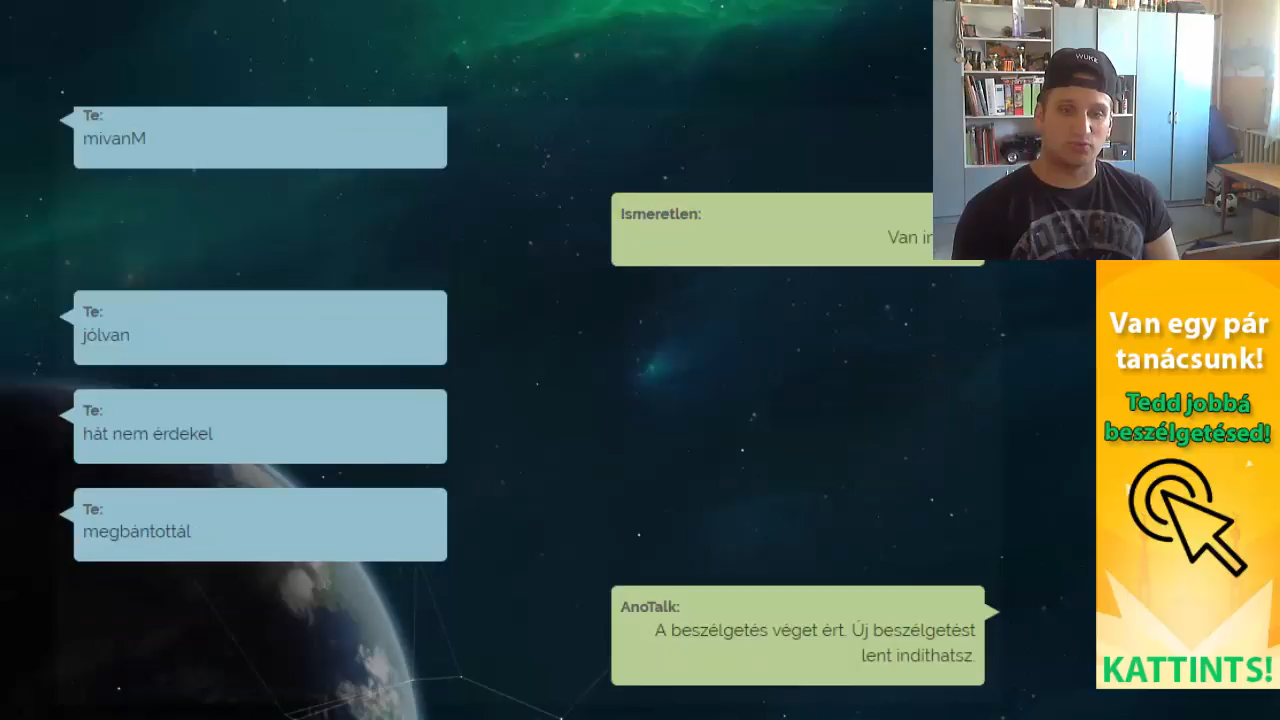 Te:
mivanM
Ismeretlen:
Van
Te:
jólvan
Te:
hát nem érdekel
Te:
megbántottál
AnoTalk:
A beszélgetés véget ért. Új beszélgetést
lent indíthatsz.
WUKE
Van egy pár
tanácsunk!
Tedd jobbá
beszélgetésed!
KATTINTS!